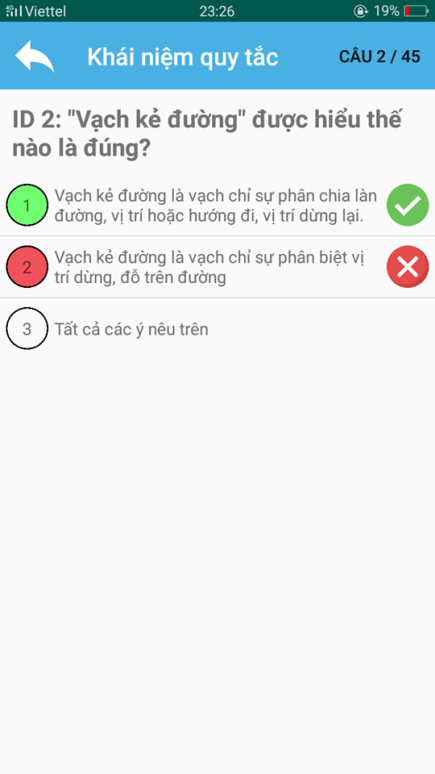 4G Viettel 23:26 19%
Khái niệm quy tắc CÂU 2 / 45
ID 2: "Vạch kẻ đường" được hiểu thế
nào là đúng?
1 Vạch kẻ đường là vạch chỉ sự phân chia làn
đường, vị trí hoặc hướng đi, vị trí dừng lại.
2 Vạch kẻ đường là vạch chỉ sự phân biệt vị
trí dừng, đỗ trên đường
3 Tất cả các ý nêu trên